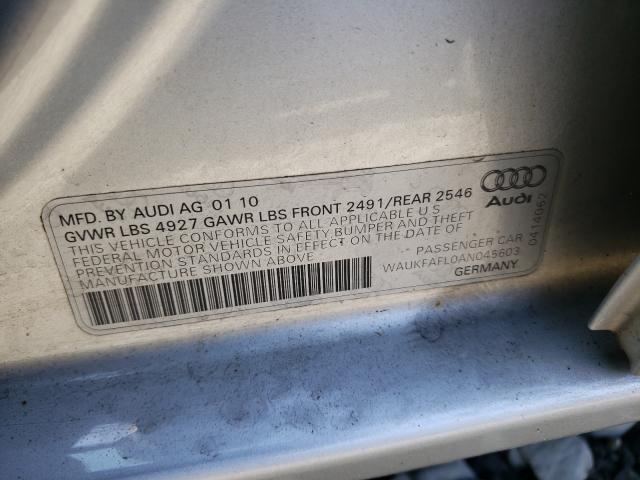 MFD. BY AUDI AG 01 10
GVWR LBS 4927 GAWR LBS FRONT 2491/REAR 2546
THIS VEHICLE CONFORMS TO ALL APPLICABLE U S
FEDERAL MOTOR VEHICLE SAFETY, BUMPER AND THEFT
PREVENTION STANDARDS IN EFFECT ON THE DATE OF
MANUFACTURE SHOWN ABOVE
PASSENGER CAR
WAUKFAFL0AN045603
GERMANY
Audi
0414052